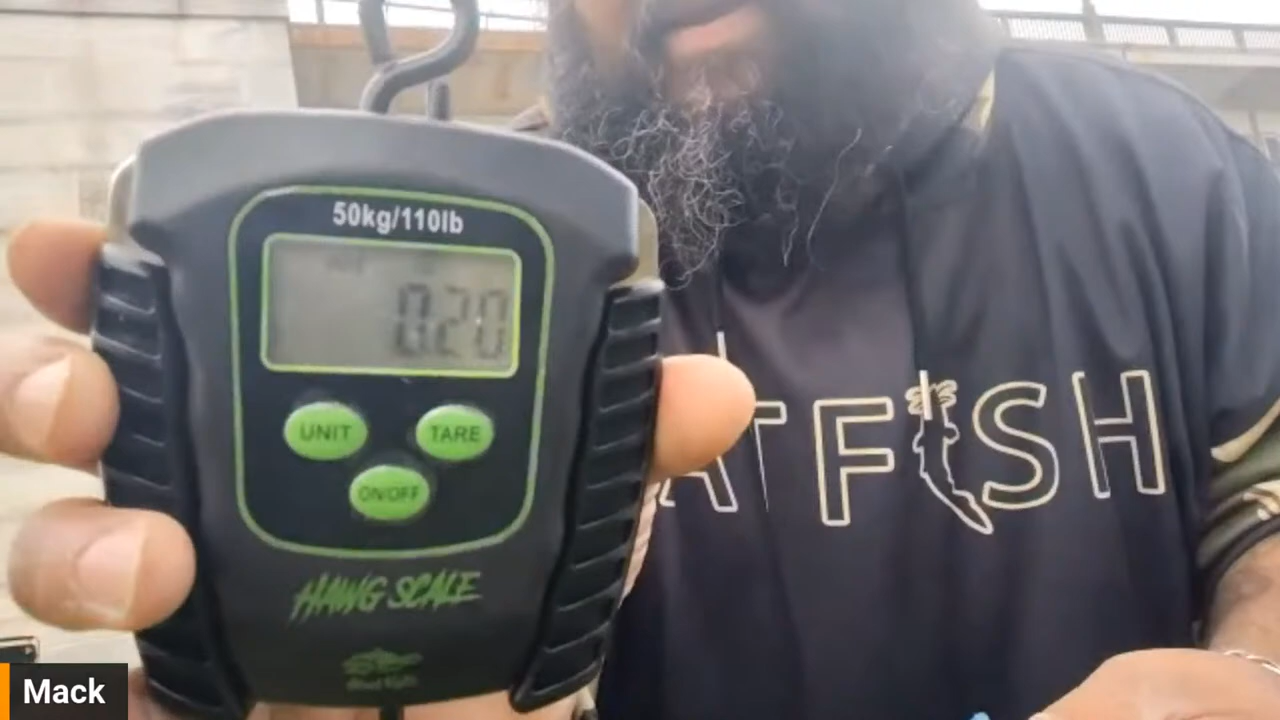 50kg/110lb
0.20
UNIT
TARE
ON/OFF
HAWG SCALE
ATFISH
Mack